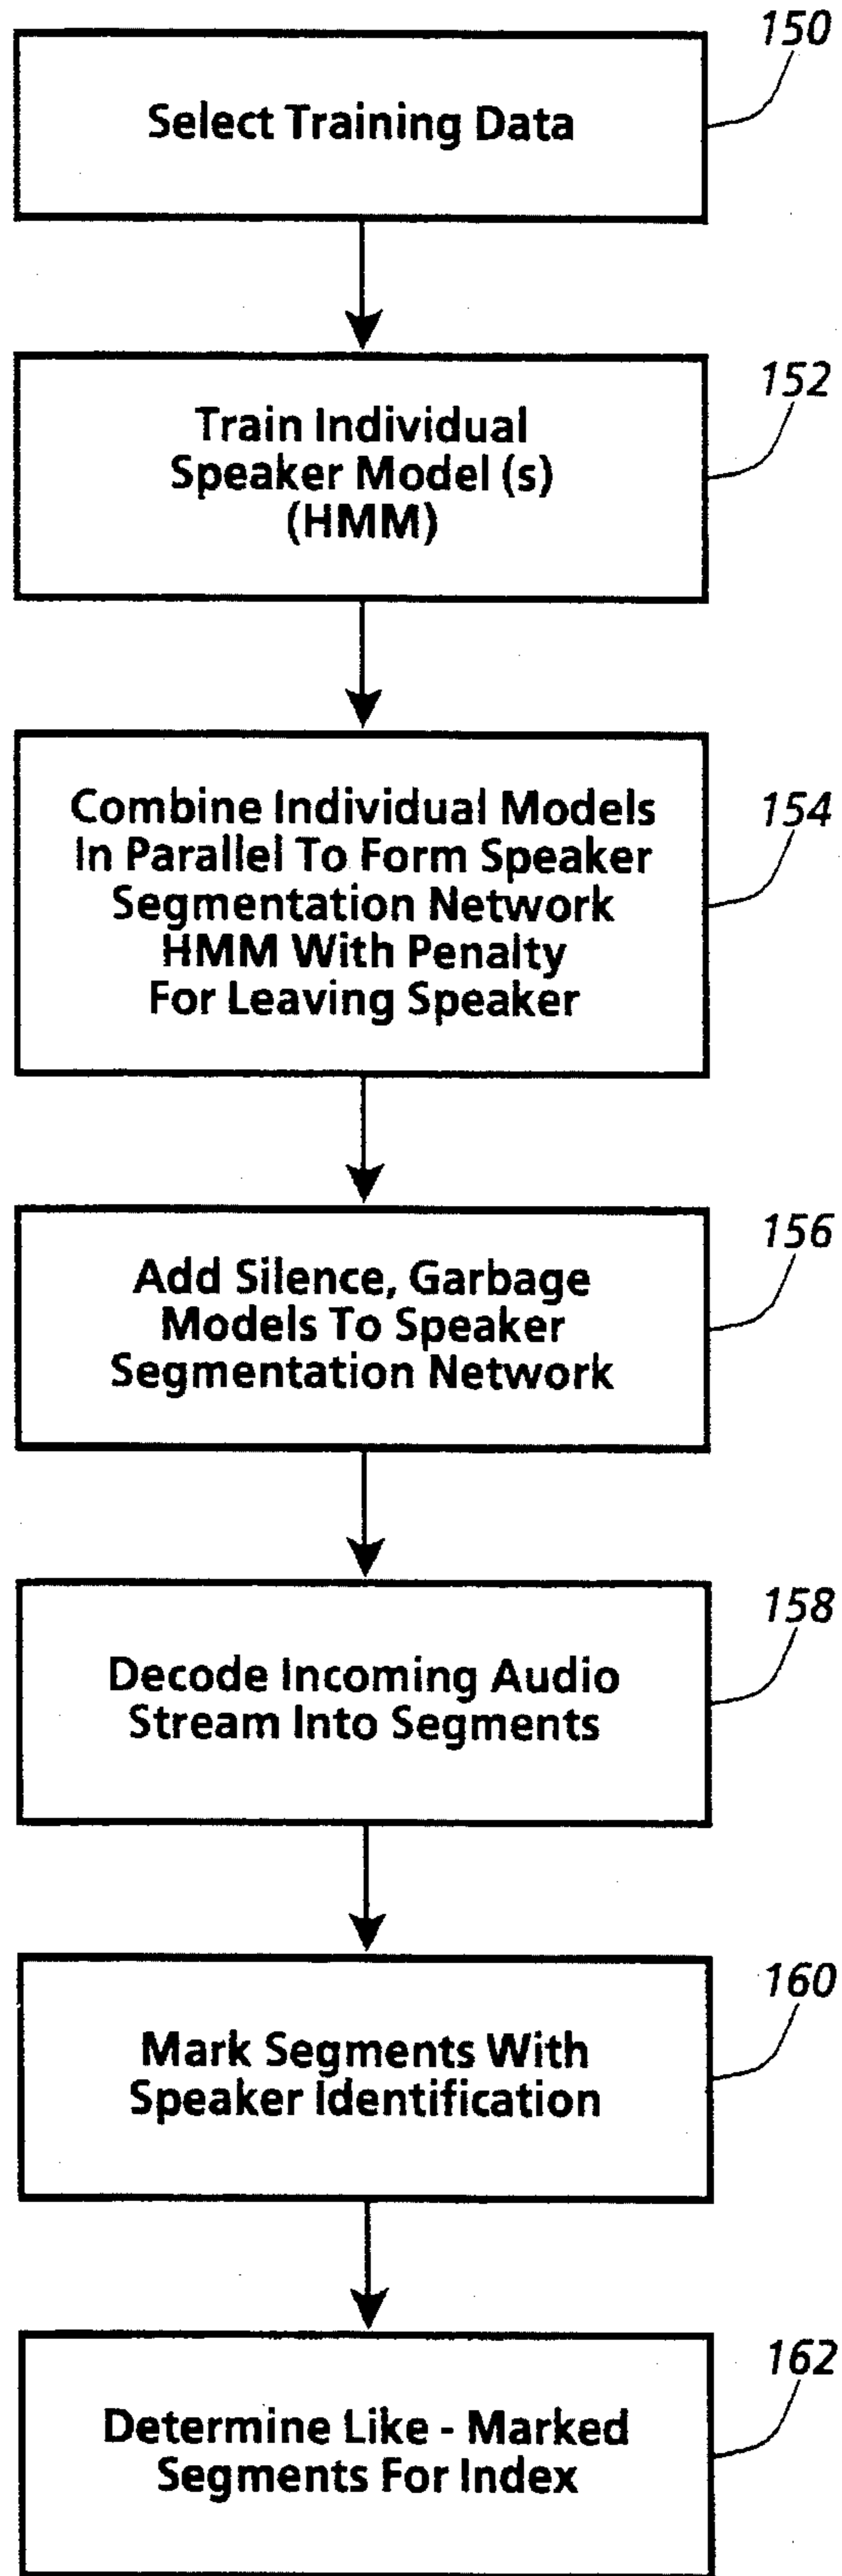 150
Select Training Data
152
Train Individual
Speaker Model (s)
(HMM)
154
Combine Individual Models
In Parallel To Form Speaker
Segmentation Network
HMM With Penalty
For Leaving Speaker
156
Add Silence, Garbage
Models To Speaker
Segmentation Network
158
Decode Incoming Audio
Stream Into Segments
160
Mark Segments With
Speaker Identification
162
Determine Like - Marked
Segments For Index